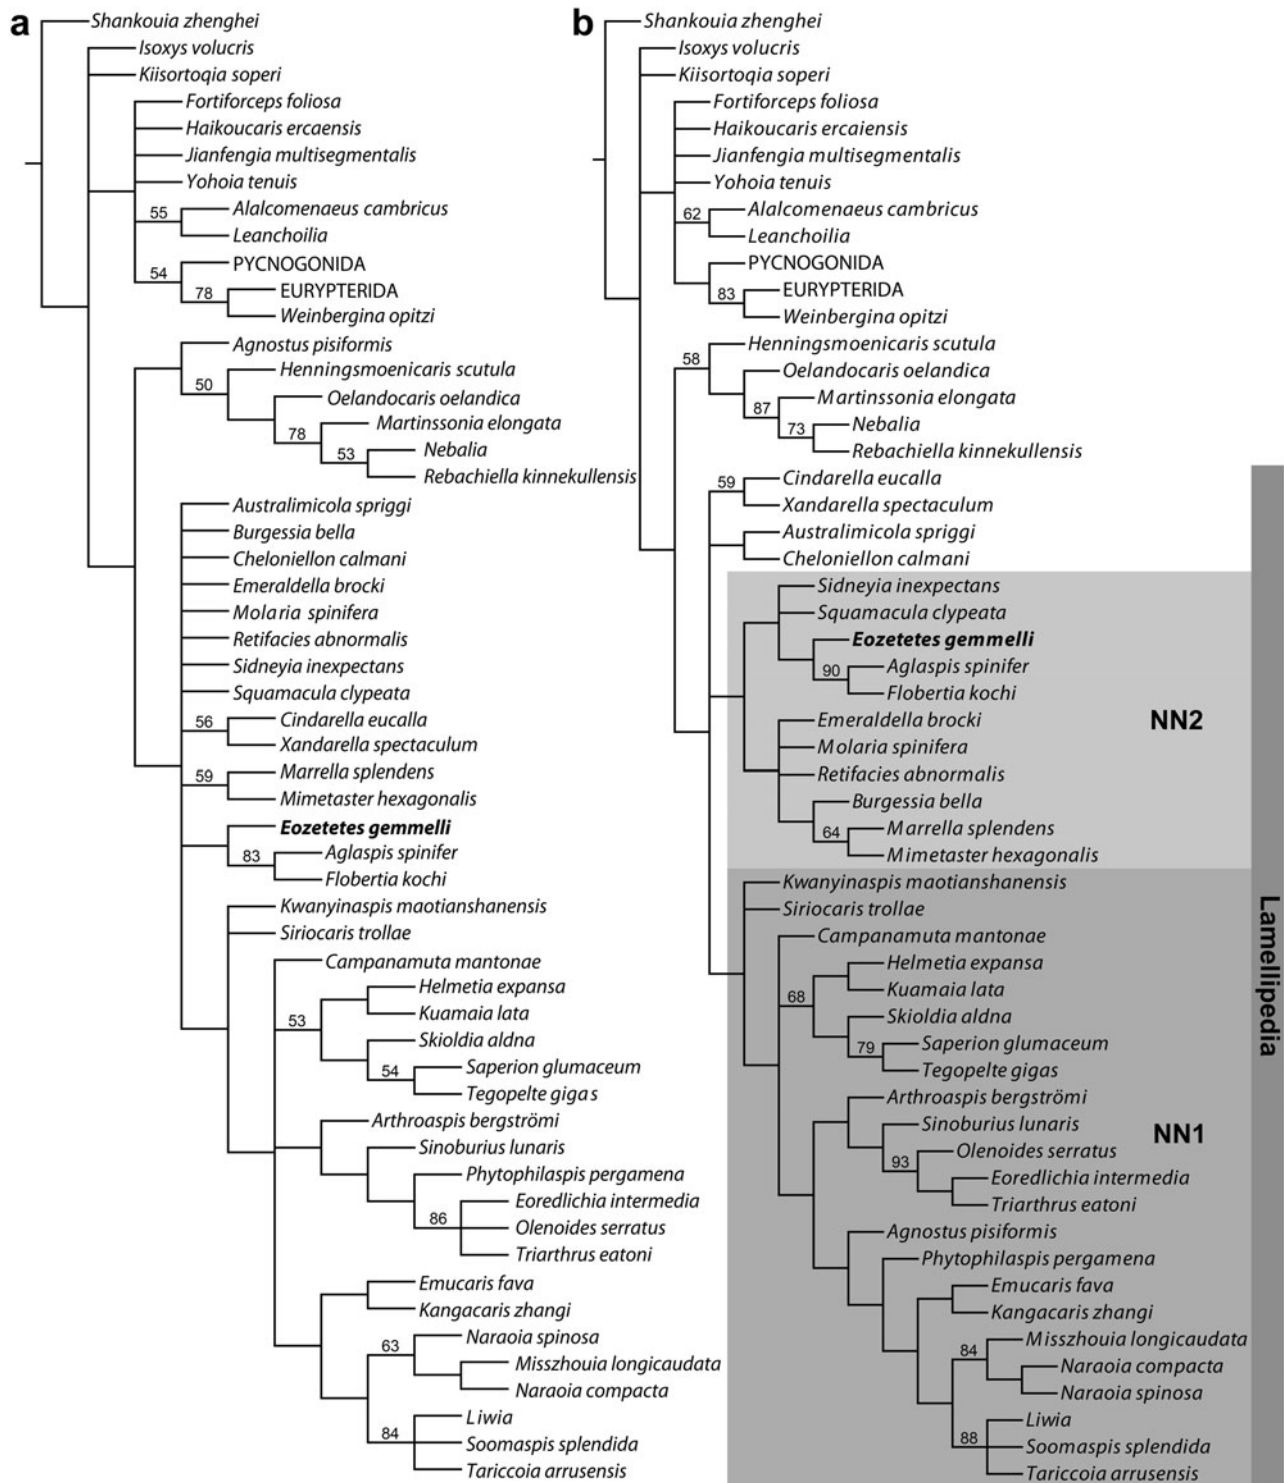 a
Shankouia zhenghei
Isoxys volucris
Kiisortoqia soperi
Fortiforceps foliosa
Haikoucaris ercaensis
Jianfengia multisegmentalis
Yohoia tenuis
55
Alalcomenaeus cambricus
Leanchoilia
54
PYCNOGONIDA
78
EURYPTERIDA
Weinbergina opitzi
Agnostus pisiformis
50
Henningsmoenicaris scutula
Oelandocaris oelandica
78
Martinssonia elongata
53
Nebalia
Rebachiella kinnekullensis
Australimicola spriggi
Burgessia bella
Cheloniellon calmani
Emeraldella brocki
Molaria spinifera
Retifacies abnormalis
Sidneyia inexpectans
Squamacula clypeata
56
Cindarella eucalla
Xandarella spectaculum
59
Marrella splendens
Mimetaster hexagonalis
Eozetetes gemmelli
83
Aglaspis spinifer
Flobertia kochi
Kwanyinaspis maotianshanensis
Siriocaris trollae
Campanamuta mantonae
Helmetia expansa
53
Kuamaia lata
Skioldia aldna
54
Saperion glumaceum
Tegopelte gigas
Arthroaspis bergströmi
Sinoburius lunaris
Phytophilaspis pergamena
Eoredlichia intermedia
86
Olenoides serratus
Triarthrus eatoni
Emucaris fava
Kangacaris zhangi
63
Naraoia spinosa
Misszhouia longicaudata
Naraoia compacta
Liwia
84
Soomaspis splendida
Tariccoia arrusensis
b
Shankouia zhenghei
Isoxys volucris
Kiisortoqia soperi
Fortiforceps foliosa
Haikoucaris ercaiensis
Jianfengia multisegmentalis
Yohoia tenuis
62
Alalcomenaeus cambricus
Leanchoilia
PYCNOGONIDA
83
EURYPTERIDA
Weinbergina opitzi
58
Henningsmoenicaris scutula
Oelandocaris oelandica
87
Martinssonia elongata
73
Nebalia
Rebachiella kinnekullensis
59
Cindarella eucalla
Xandarella spectaculum
Australimicola spriggi
Cheloniellon calmani
Sidneyia inexpectans
Squamacula clypeata
Eozetetes gemmelli
90
Aglaspis spinifer
Flobertia kochi
NN2
Emeraldella brocki
Molaria spinifera
Retifacies abnormalis
Burgessia bella
64
Marrella splendens
Mimetaster hexagonalis
Kwanyinaspis maotianshanensis
Siriocaris trollae
Campanamuta mantonae
Helmetia expansa
68
Kuamaia lata
Skioldia aldna
79
Saperion glumaceum
Tegopelte gigas
Arthroaspis bergströmi
Sinoburius lunaris
NN1
93
Olenoides serratus
Eoredlichia intermedia
Triarthrus eatoni
Agnostus pisiformis
Phytophilaspis pergamena
Emucaris fava
Kangacaris zhangi
84
Misszhouia longicaudata
Naraoia compacta
Naraoia spinosa
Liwia
88
Soomaspis splendida
Tariccoia arrusensis
Lamellipedia